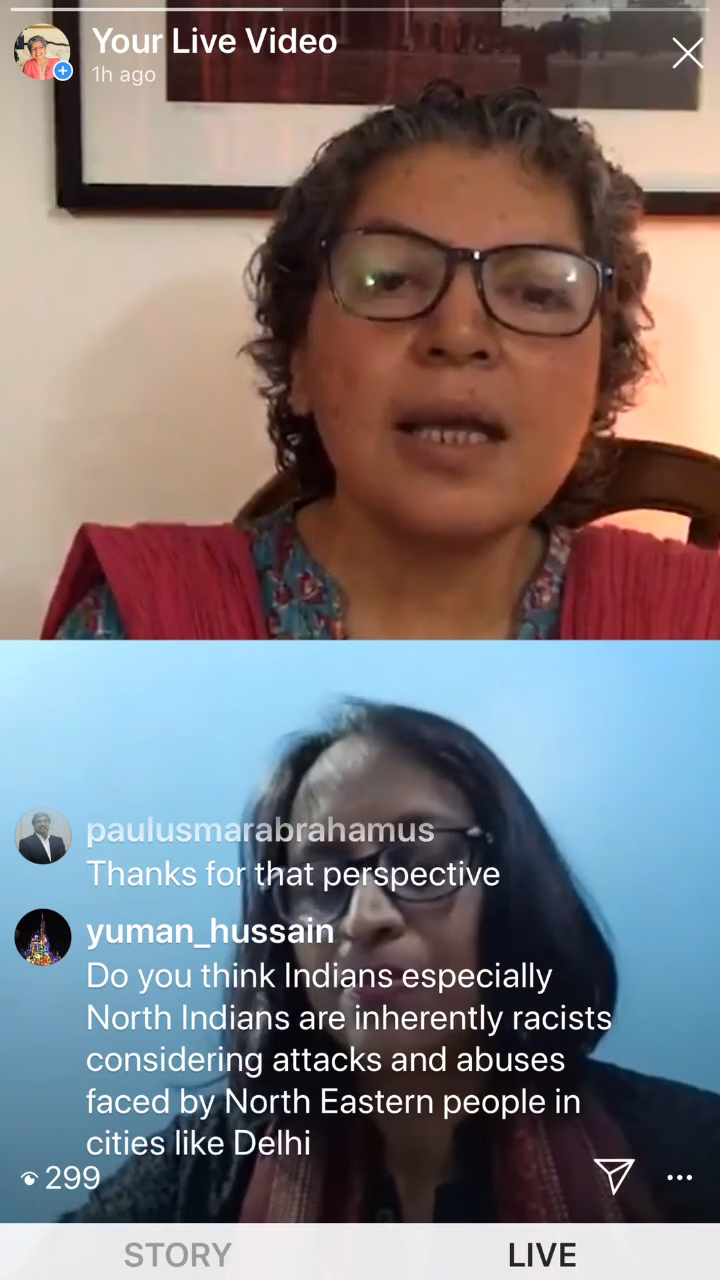 Your Live Video
1h ago
paulusmarabrahamus
Thanks for that perspective
yuman_hussain
Do you think Indians especially
North Indians are inherently racists
considering attacks and abuses
faced by North Eastern people in
cities like Delhi
299
STORY
LIVE